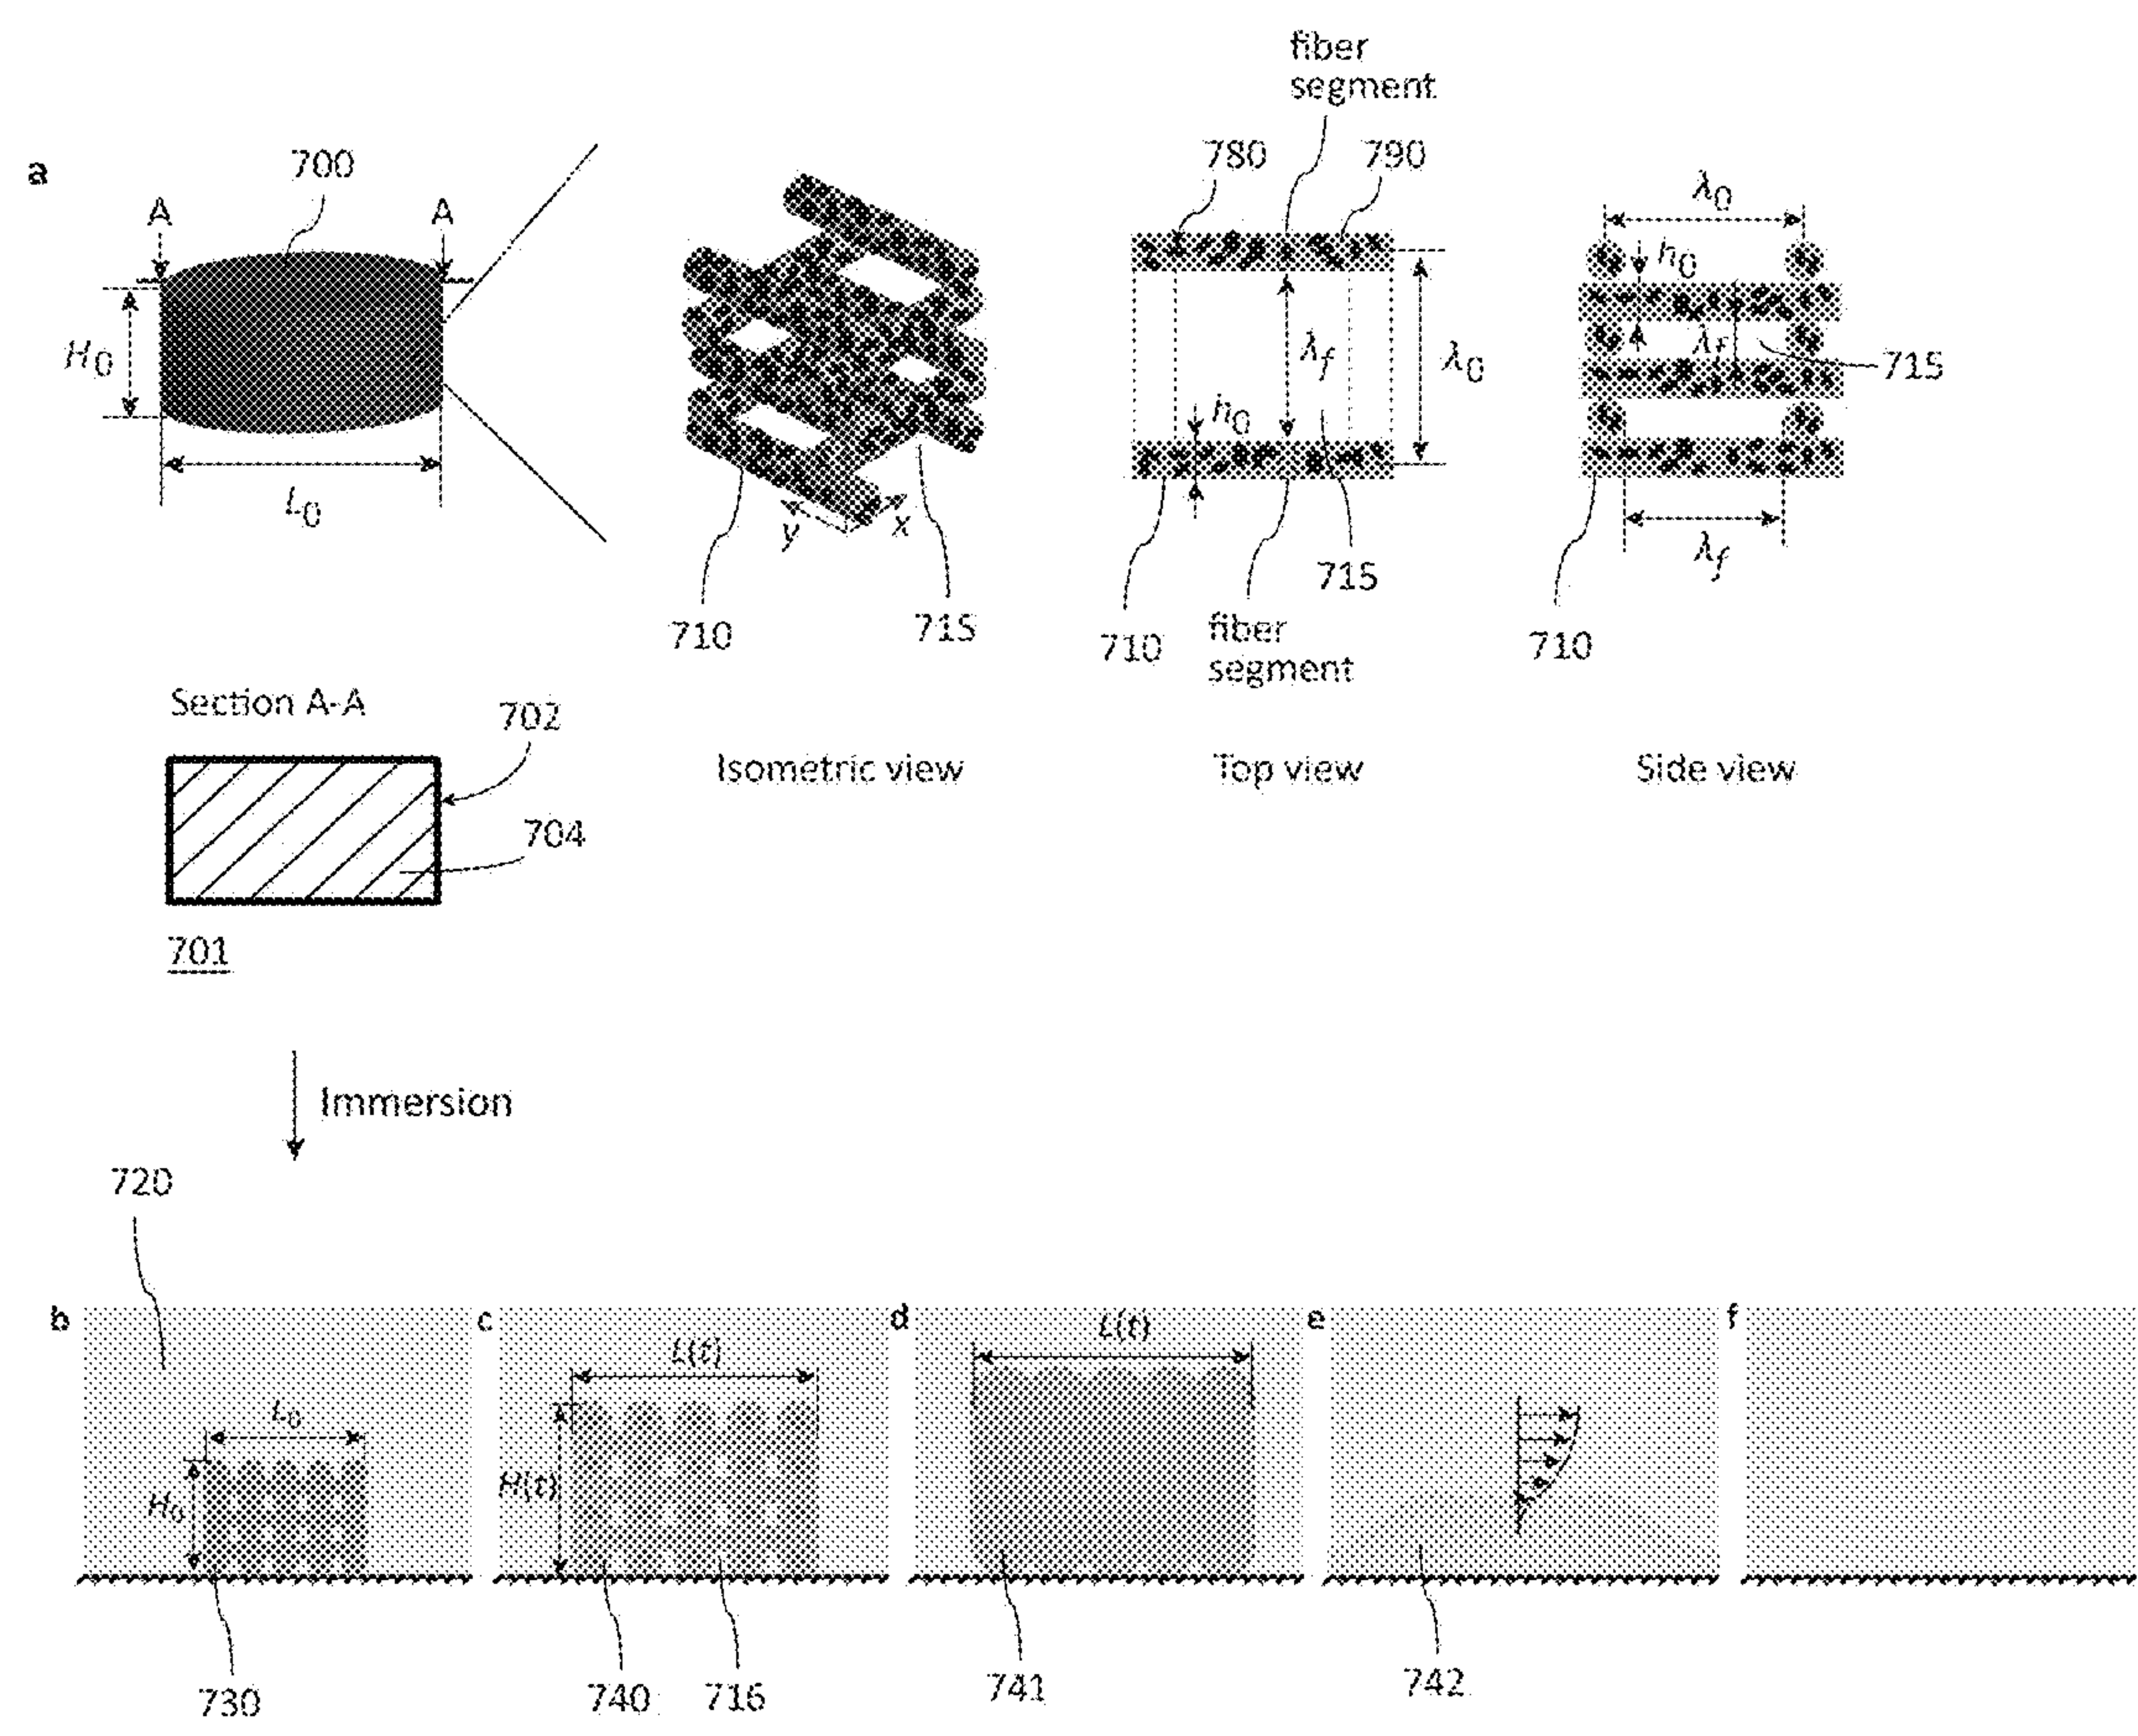 a
700
A
A
H0
L0
710
715
y
x
Isometric view
fiber
segment
780
790
λf
λ0
h0
710
fiber
segment
715
Top view
λ0
h0
λf
715
λf
710
Side view
Section A-A
702
704
701
Immersion
720
b
L0
H0
730
c
L(t)
H(t)
740
716
d
L(t)
741
e
742
f